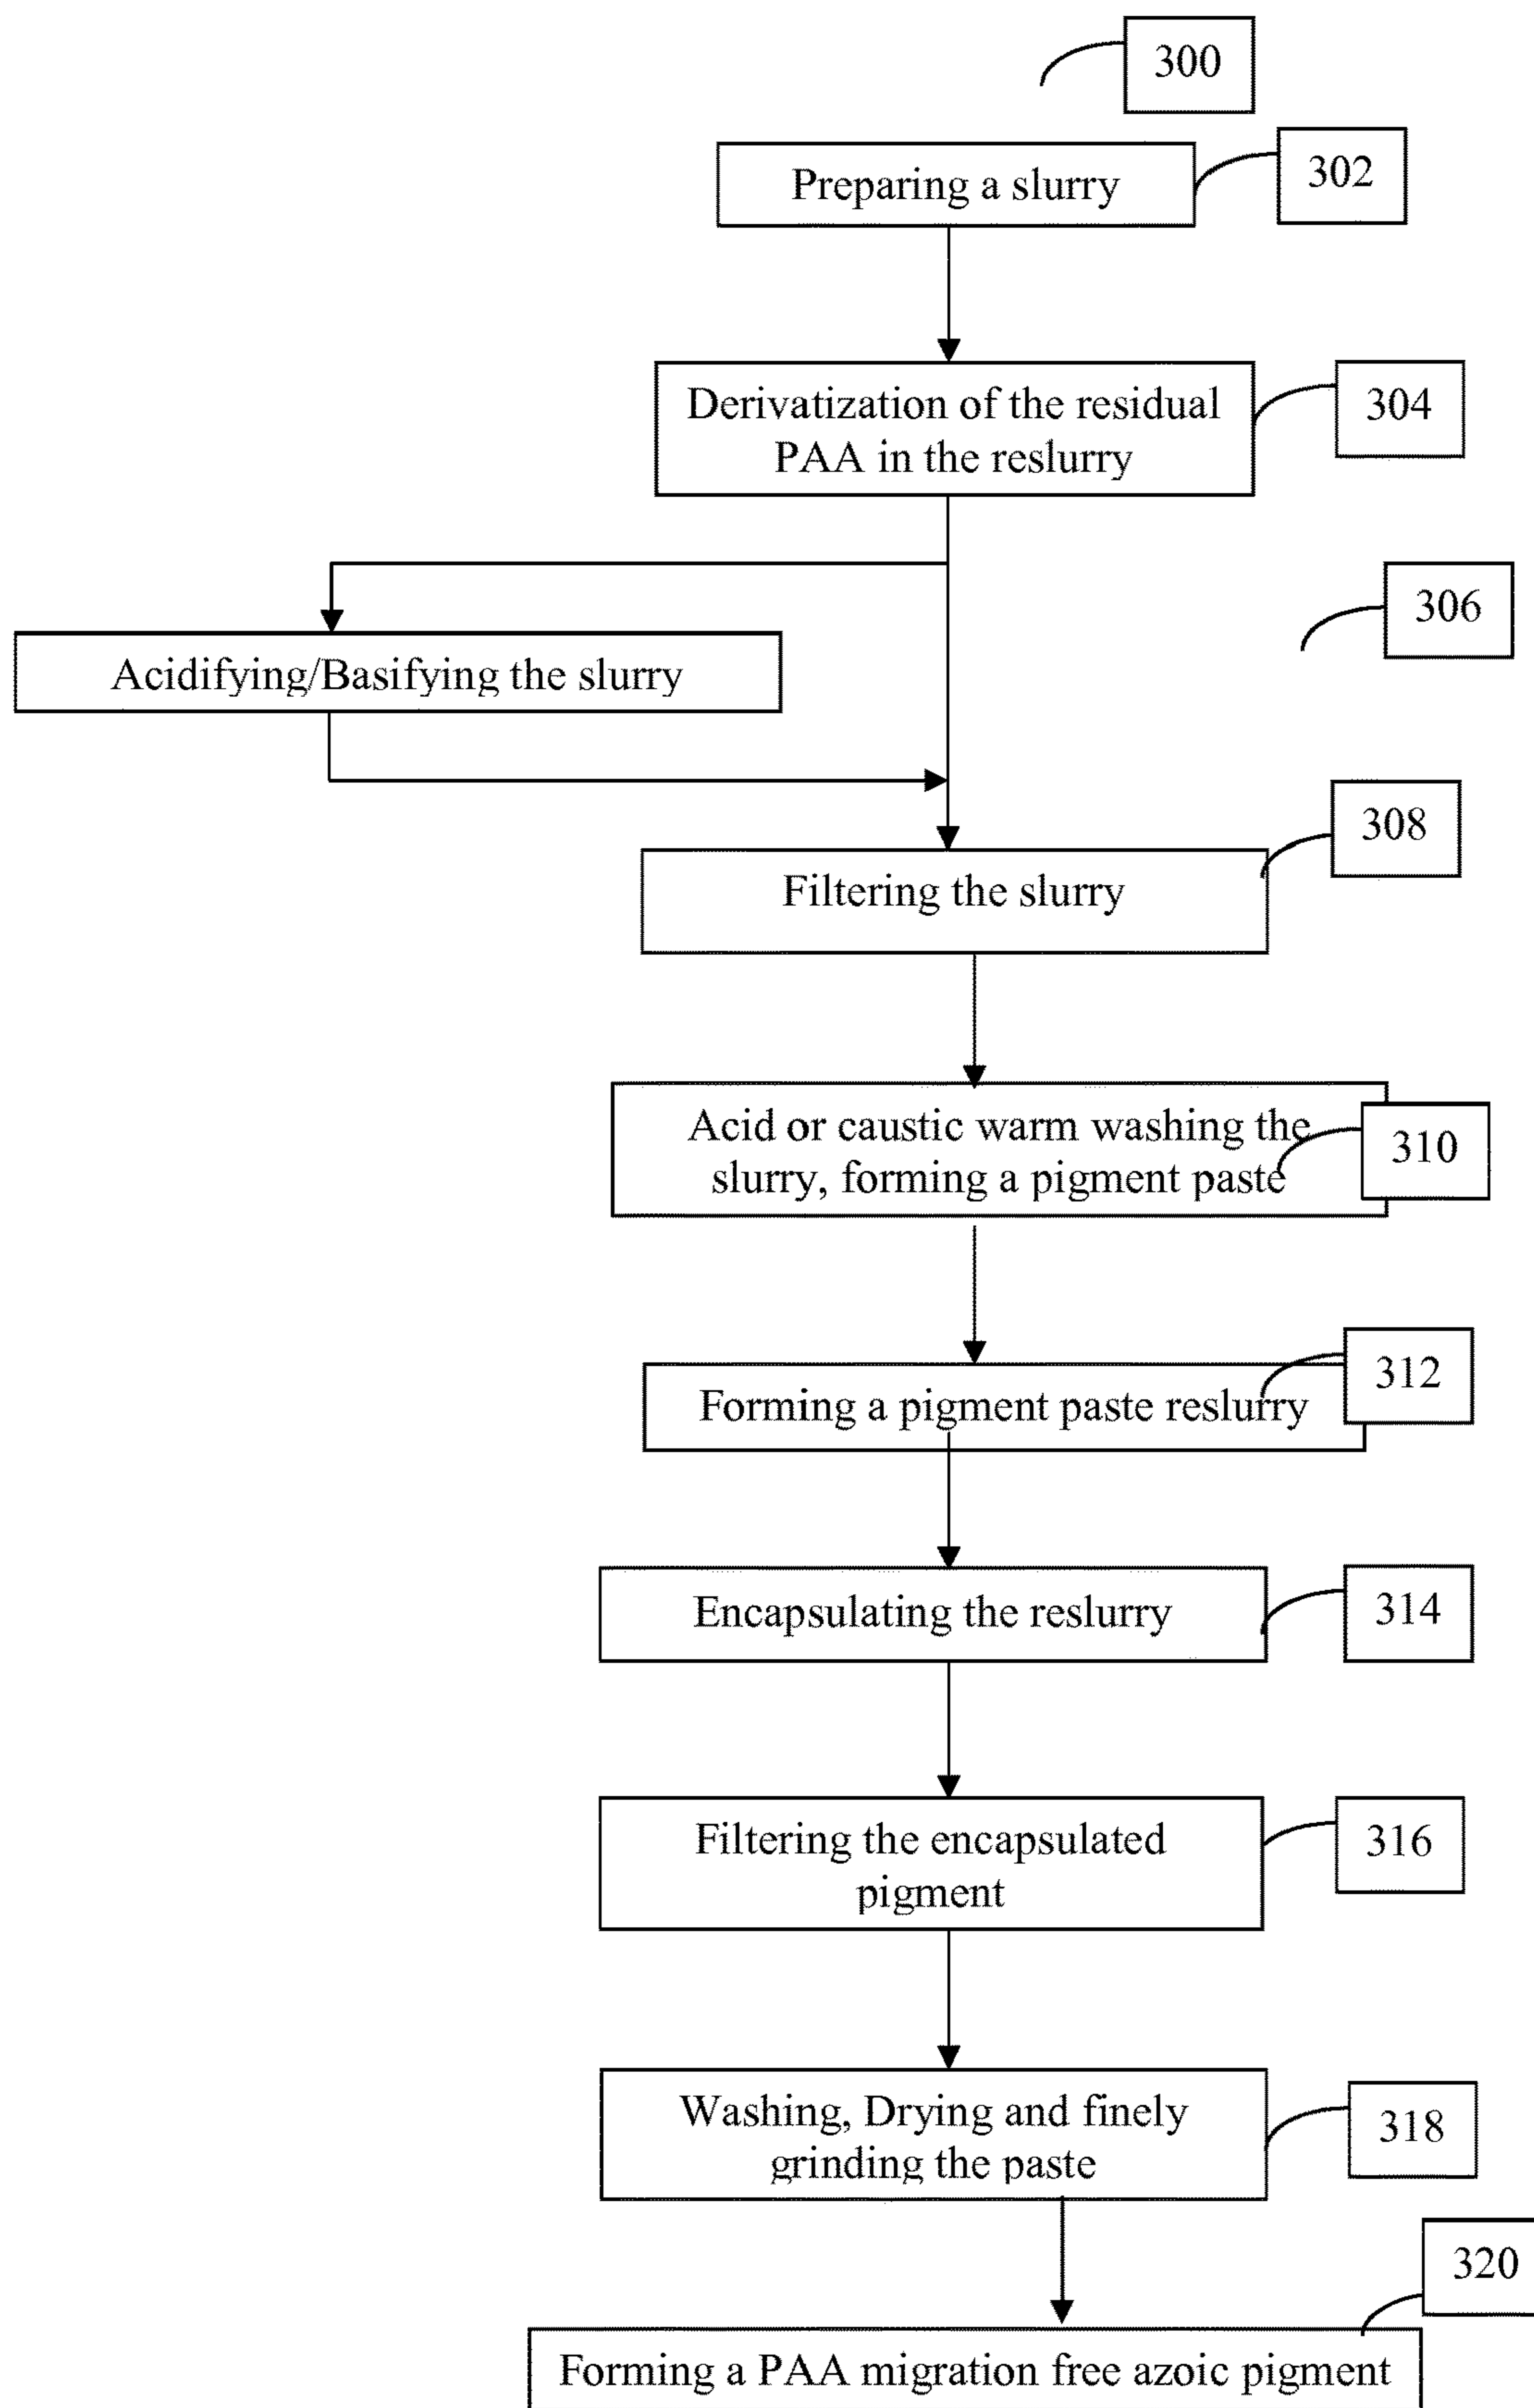 300
Preparing a slurry
302
Derivatization of the residual
PAA in the reslurry
304
306
Acidifying/Basifying the slurry
308
Filtering the slurry
Acid or caustic warm washing the
slurry, forming a pigment paste
310
312
Forming a pigment paste reslurry
Encapsulating the reslurry
314
Filtering the encapsulated
pigment
316
Washing, Drying and finely
grinding the paste
318
320
Forming a PAA migration free azoic pigment